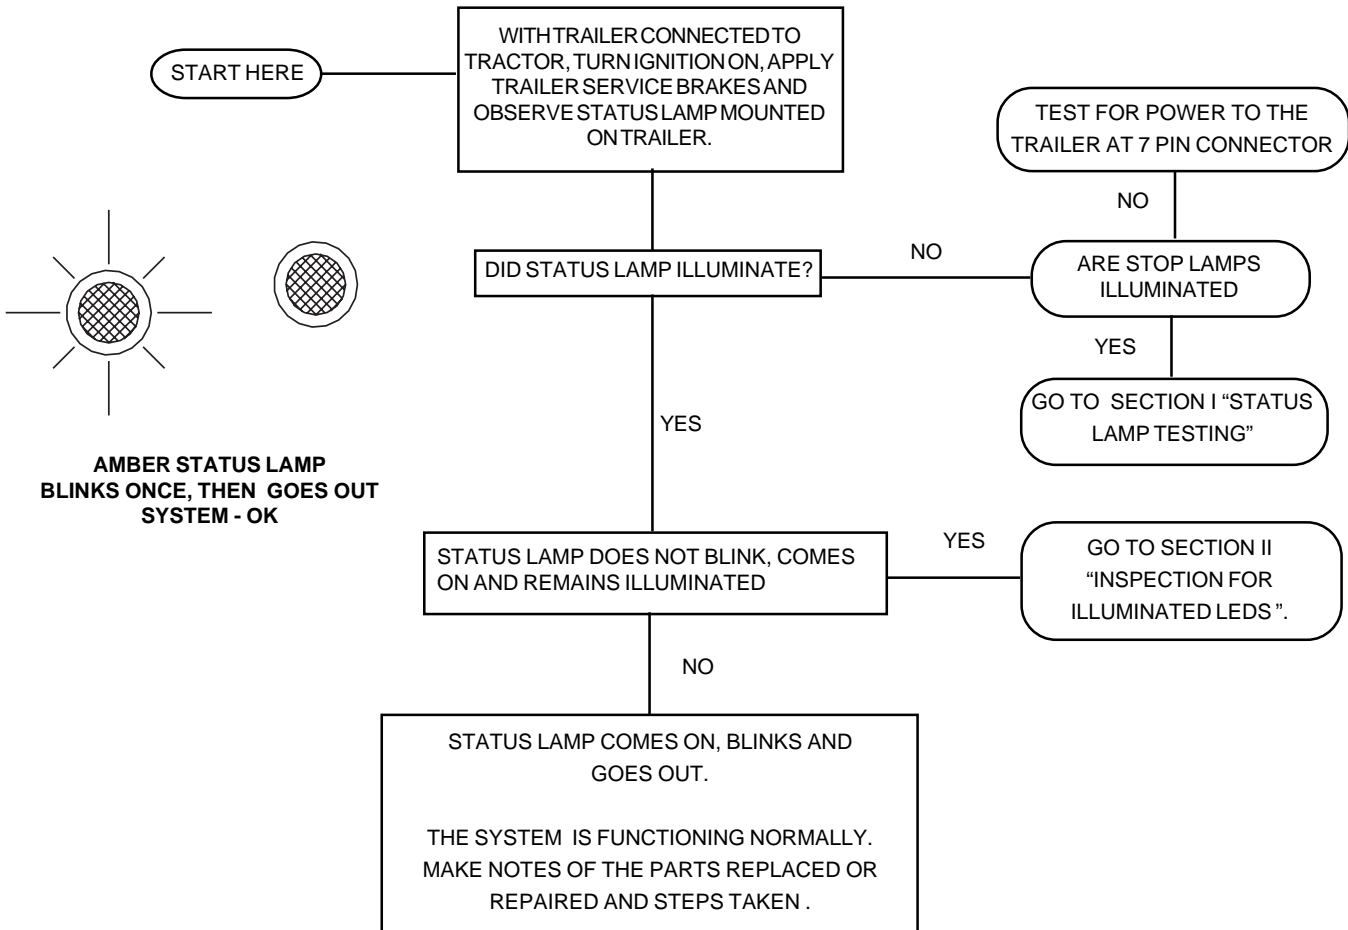 START HERE
WITH TRAILER CONNECTED TO
TRACTOR, TURN IGNITION ON, APPLY
TRAILER SERVICE BRAKES AND
OBSERVE STATUS LAMP MOUNTED
ON TRAILER.
TEST FOR POWER TO THE
TRAILER AT 7 PIN CONNECTOR
NO
DID STATUS LAMP ILLUMINATE?
NO
ARE STOP LAMPS
ILLUMINATED
YES
GO TO SECTION I “STATUS
LAMP TESTING”
YES
AMBER STATUS LAMP
BLINKS ONCE, THEN GOES OUT
SYSTEM - OK
STATUS LAMP DOES NOT BLINK, COMES
ON AND REMAINS ILLUMINATED
YES
GO TO SECTION II
“INSPECTION FOR
ILLUMINATED LEDS ”.
NO
STATUS LAMP COMES ON, BLINKS AND
GOES OUT.
THE SYSTEM IS FUNCTIONING NORMALLY.
MAKE NOTES OF THE PARTS REPLACED OR
REPAIRED AND STEPS TAKEN .